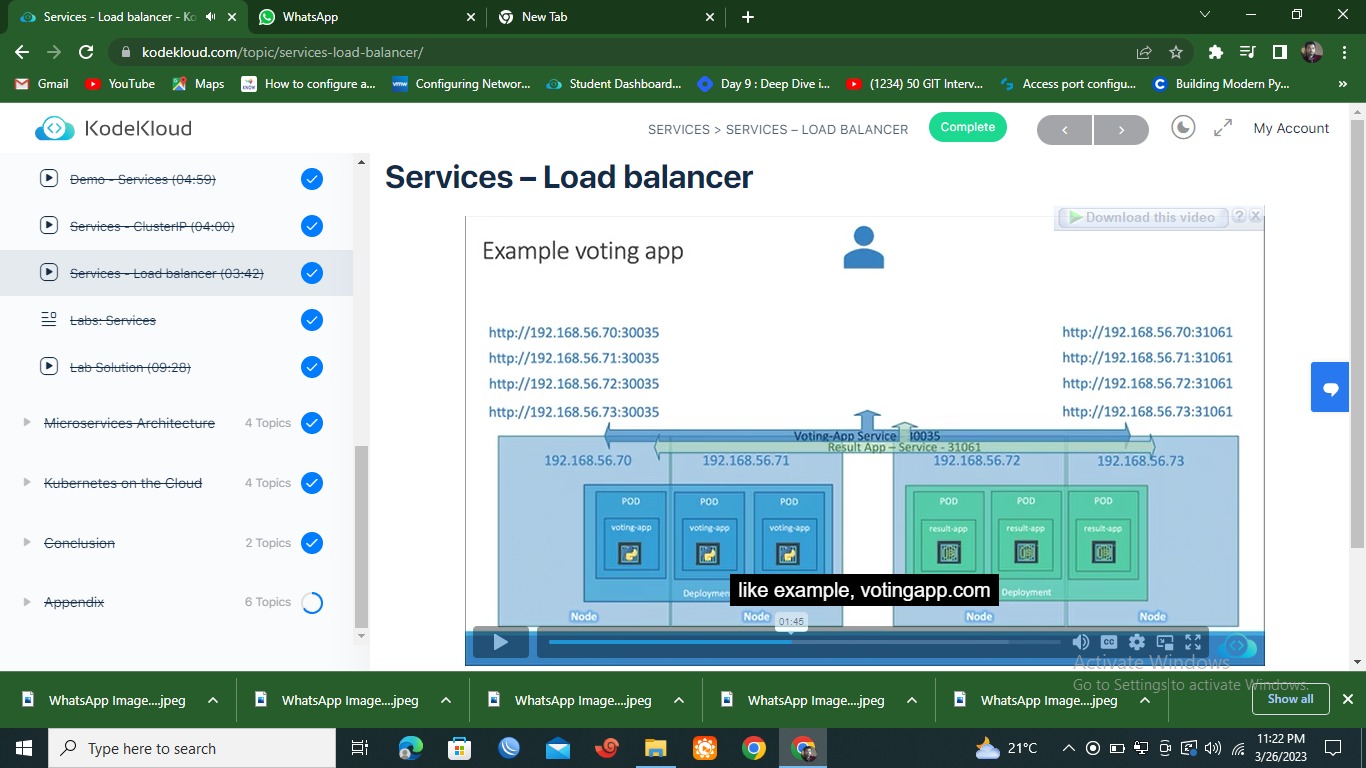 Services - Load balancer - Ko
WhatsApp
New Tab
kodekloud.com/topic/services-load-balancer/
Gmail
YouTube
Maps
How to configure a...
Configuring Networ...
Student Dashboard...
Day 9 : Deep Dive i...
(1234) 50 GIT Interv...
Access port configu...
Building Modern Py...
KodeKloud
SERVICES > SERVICES – LOAD BALANCER
Complete
My Account
Demo - Services (04:59)
Services - ClusterIP (04:00)
Services - Load balancer (03:42)
Labs: Services
Lab Solution (09:28)
Microservices Architecture 4 Topics
Kubernetes on the Cloud 4 Topics
Conclusion 2 Topics
Appendix 6 Topics
Services – Load balancer
Download this video
Example voting app
http://192.168.56.70:30035
http://192.168.56.71:30035
http://192.168.56.72:30035
http://192.168.56.73:30035
http://192.168.56.70:31061
http://192.168.56.71:31061
http://192.168.56.72:31061
http://192.168.56.73:31061
Voting-App Service 30035
Result App – Service - 31061
192.168.56.70
192.168.56.71
192.168.56.72
192.168.56.73
POD
POD
POD
POD
POD
POD
voting-app
voting-app
voting-app
result-app
result-app
result-app
Deployment
Deployment
like example, votingapp.com
Node
Node
Node
Node
01:45
CC
Activate Windows
Go to Settings to activate Windows.
WhatsApp Image....jpeg
WhatsApp Image....jpeg
WhatsApp Image....jpeg
WhatsApp Image....jpeg
WhatsApp Image....jpeg
Show all
Type here to search
21°C
11:22 PM
3/26/2023